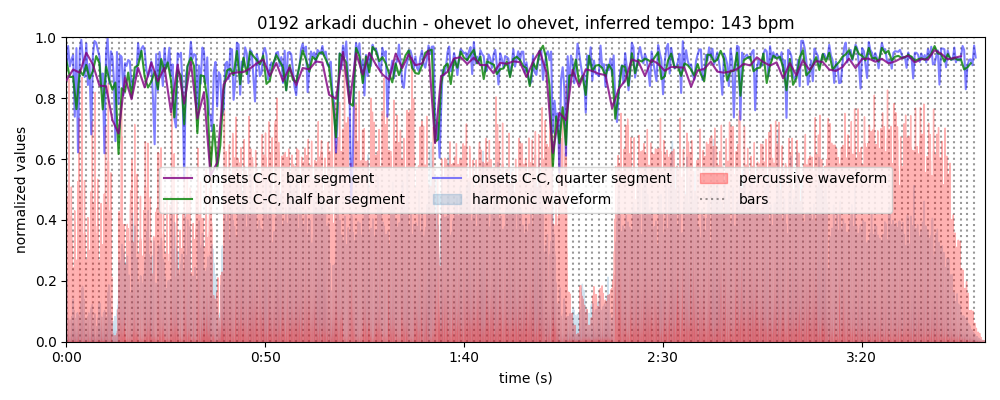 0192 arkadi duchin - ohevet lo ohevet, inferred tempo: 143 bpm
normalized values
1.0
0.8
0.6
0.4
0.2
0.0
onsets C-C, bar segment
onsets C-C, half bar segment
onsets C-C, quarter segment
harmonic waveform
percussive waveform
bars
0:00 0:50 1:40 2:30 3:20
time (s)